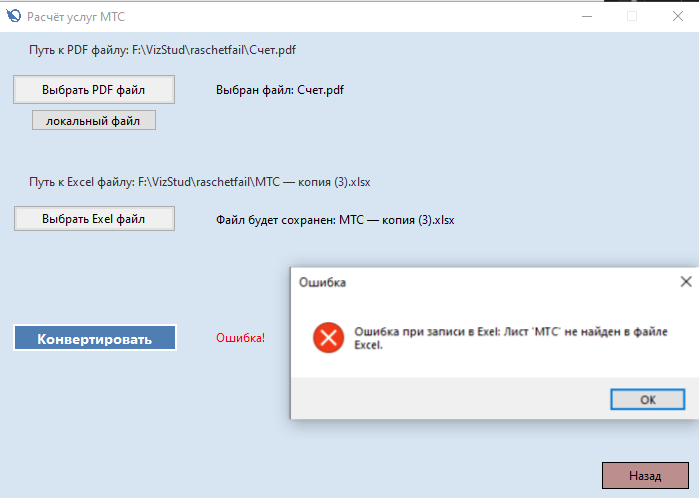 Расчёт услуг МТС
Путь к PDF файлу: F:\VizStud\raschetfail\Счет.pdf
Выбрать PDF файл
Выбран файл: Счет.pdf
локальный файл
Путь к Excel файлу: F:\VizStud\raschetfail\МТС — копия (3).xlsx
Выбрать Exel файл
Файл будет сохранен: МТС — копия (3).xlsx
Конвертировать
Ошибка!
Ошибка
Ошибка при записи в Exel: Лист 'МТС' не найден в файле
Excel.
ОК
Назад